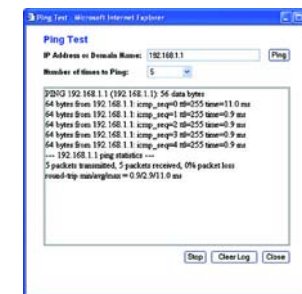 Ping Test - Microsoft Internet Explorer
Ping Test
IP Address or Domain Name: 192.168.1.1 Ping
Number of times to Ping: 5
PING 192.168.1.1 (192.168.1.1): 56 data bytes
64 bytes from 192.168.1.1: icmp_seq=0 ttl=255 time=11.0 ms
64 bytes from 192.168.1.1: icmp_seq=1 ttl=255 time=0.9 ms
64 bytes from 192.168.1.1: icmp_seq=2 ttl=255 time=0.9 ms
64 bytes from 192.168.1.1: icmp_seq=3 ttl=255 time=0.9 ms
64 bytes from 192.168.1.1: icmp_seq=4 ttl=255 time=0.9 ms
--- 192.168.1.1 ping statistics ---
5 packets transmitted, 5 packets received, 0% packet loss
round-trip min/avg/max = 0.9/2.9/11.0 ms
Stop Clear Log Close